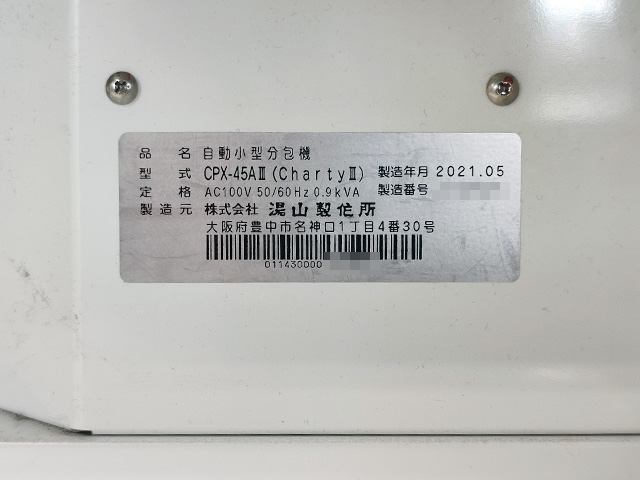 品 名 自動小型分包機
型 式 CPX-45AⅢ(ChartyⅢ) 製造年月 2021.05
定 格 AC100V 50/60Hz 0.9kVA 製造番号
製造元 株式会社 湯山製作所
大阪府豊中市名神口1丁目4番30号
011430000